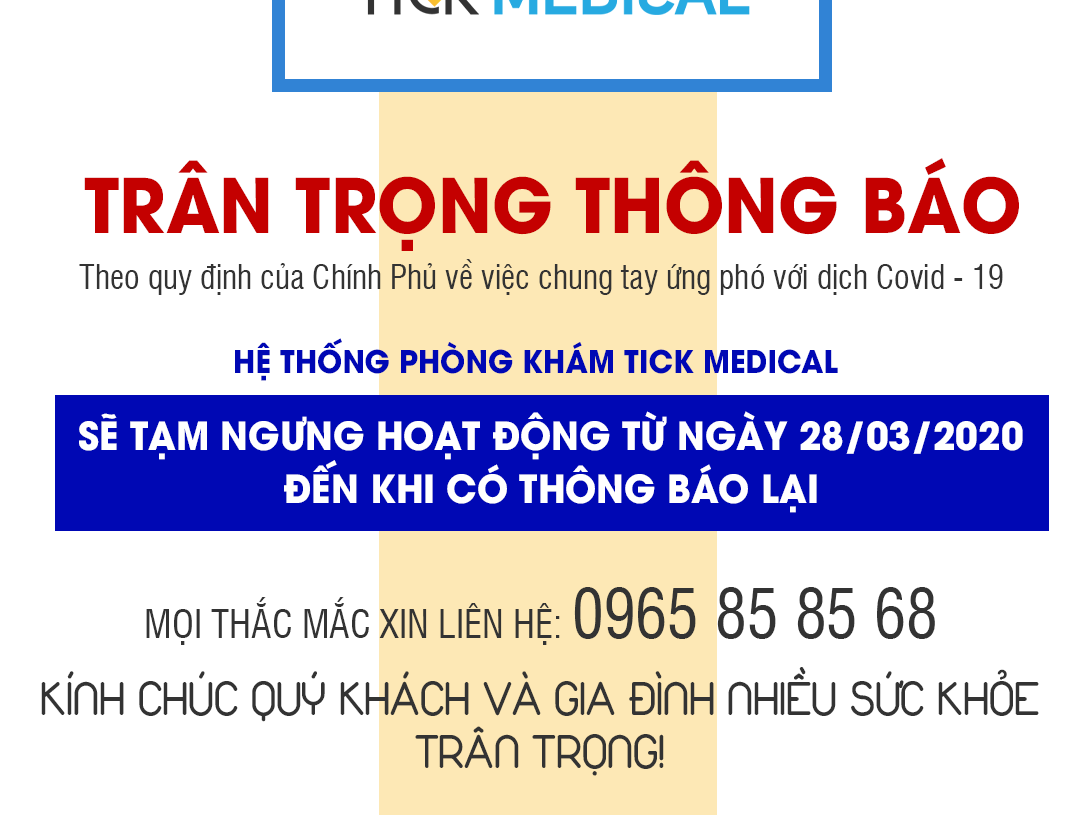 TICK MEDICAL
TRÂN TRỌNG THÔNG BÁO
Theo quy định của Chính Phủ về việc chung tay ứng phó với dịch Covid - 19
HỆ THỐNG PHÒNG KHÁM TICK MEDICAL
SẼ TẠM NGƯNG HOẠT ĐỘNG TỪ NGÀY 28/03/2020
ĐẾN KHI CÓ THÔNG BÁO LẠI
MỌI THẮC MẮC XIN LIÊN HỆ: 0965 85 85 68
KÍNH CHÚC QUÝ KHÁCH VÀ GIA ĐÌNH NHIỀU SỨC KHỎE
TRÂN TRỌNG!